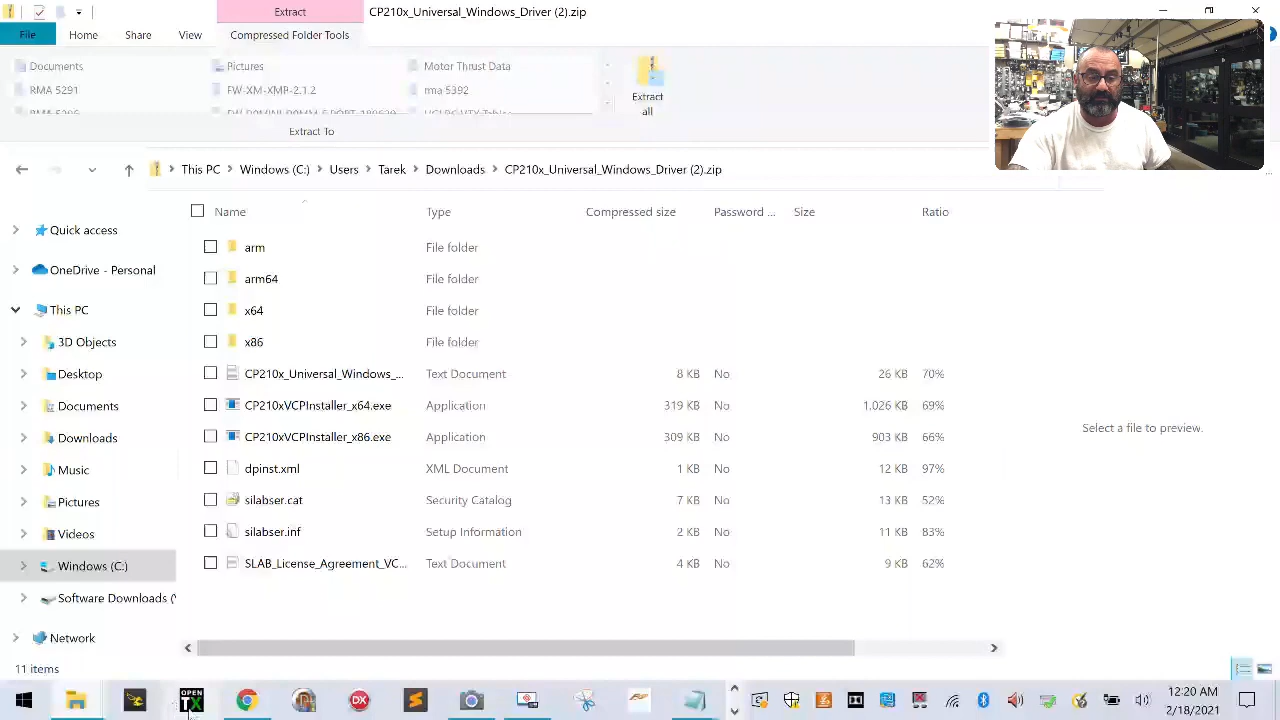 Extract
CP210x_Universal_Windows_Driver (2).zip
File
Home
Share
View
Compressed Folder Tools
Documents
Pictures
Motor Thrust Data
RMA 5291
FW-XM-XMP-2.1.2
Extract
all
Extract To
This PC
Windows (C:)
Users
Downloads
CP210x_Universal_Windows_Driver (2).zip
Name
Type
Compressed size
Password ...
Size
Ratio
Quick access
OneDrive - Personal
This PC
3D Objects
Desktop
Documents
Downloads
Music
Pictures
Videos
Windows (C:)
Software Downloads (
Network
arm
File folder
arm64
File folder
x64
File folder
x86
File folder
CP210x_Universal_Windows_...
Text Document
8 KB
No
26 KB
70%
CP210xVCPInstaller_x64.exe
Application
319 KB
No
1,026 KB
69%
CP210xVCPInstaller_x86.exe
Application
309 KB
No
903 KB
66%
dpinst.xml
XML Document
1 KB
No
12 KB
97%
silabser.cat
Security Catalog
7 KB
No
13 KB
52%
silabser.inf
Setup Information
2 KB
No
11 KB
83%
SLAB_License_Agreement_VC...
Text Document
4 KB
No
9 KB
62%
Select a file to preview.
11 items
OPEN
TX
DX
12:20 AM
2/18/2021